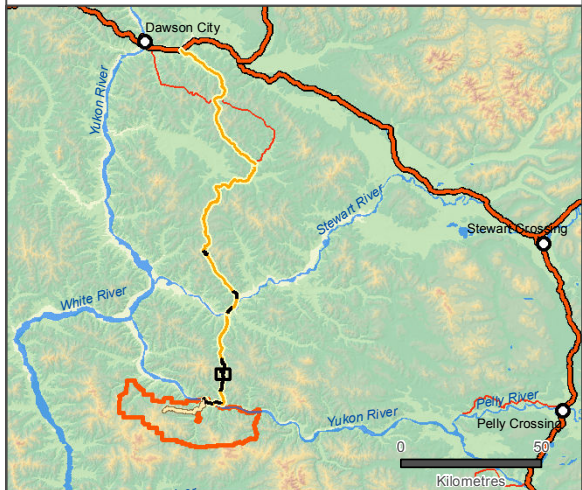 Dawson City
Yukon River
Stewart River
Stewart Crossing
White River
Pelly River
Yukon River
Pelly Crossing
0 50
Kilometres